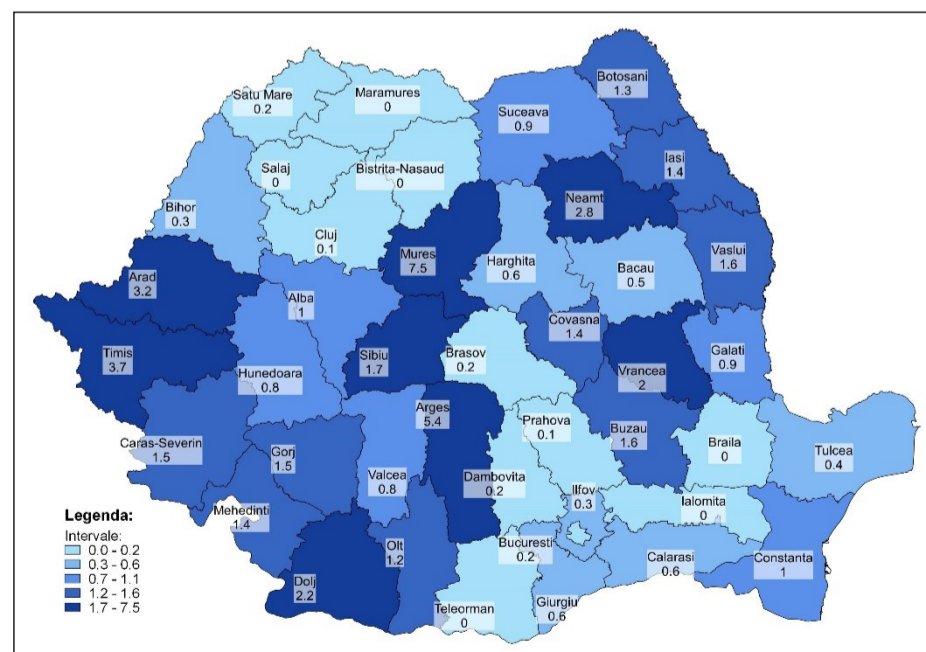 Botosani
1.3
Satu Mare
0.2
Maramures
0
Suceava
0.9
Iasi
1.4
Salaj
0
Bistrita-Nasaud
0
Neamt
2.8
Bihor
0.3
Cluj
0.1
Mures
7.5
Harghita
0.6
Bacau
0.5
Vaslui
1.6
Arad
3.2
Alba
1
Covasna
1.4
Timis
3.7
Hunedoara
0.8
Sibiu
1.7
Brasov
0.2
Vrancea
2
Galati
0.9
Arges
5.4
Prahova
0.1
Buzau
1.6
Braila
0
Tulcea
0.4
Caras-Severin
1.5
Gorj
1.5
Valcea
0.8
Dambovita
0.2
Ilfov
0.3
Ialomita
0
Mehedinti
1.4
Olt
1.2
Bucuresti
0.2
Calarasi
0.6
Constanta
1
Dolj
2.2
Teleorman
0
Giurgiu
0.6
Legenda:
Intervale:
0.0 - 0.2
0.3 - 0.6
0.7 - 1.1
1.2 - 1.6
1.7 - 7.5